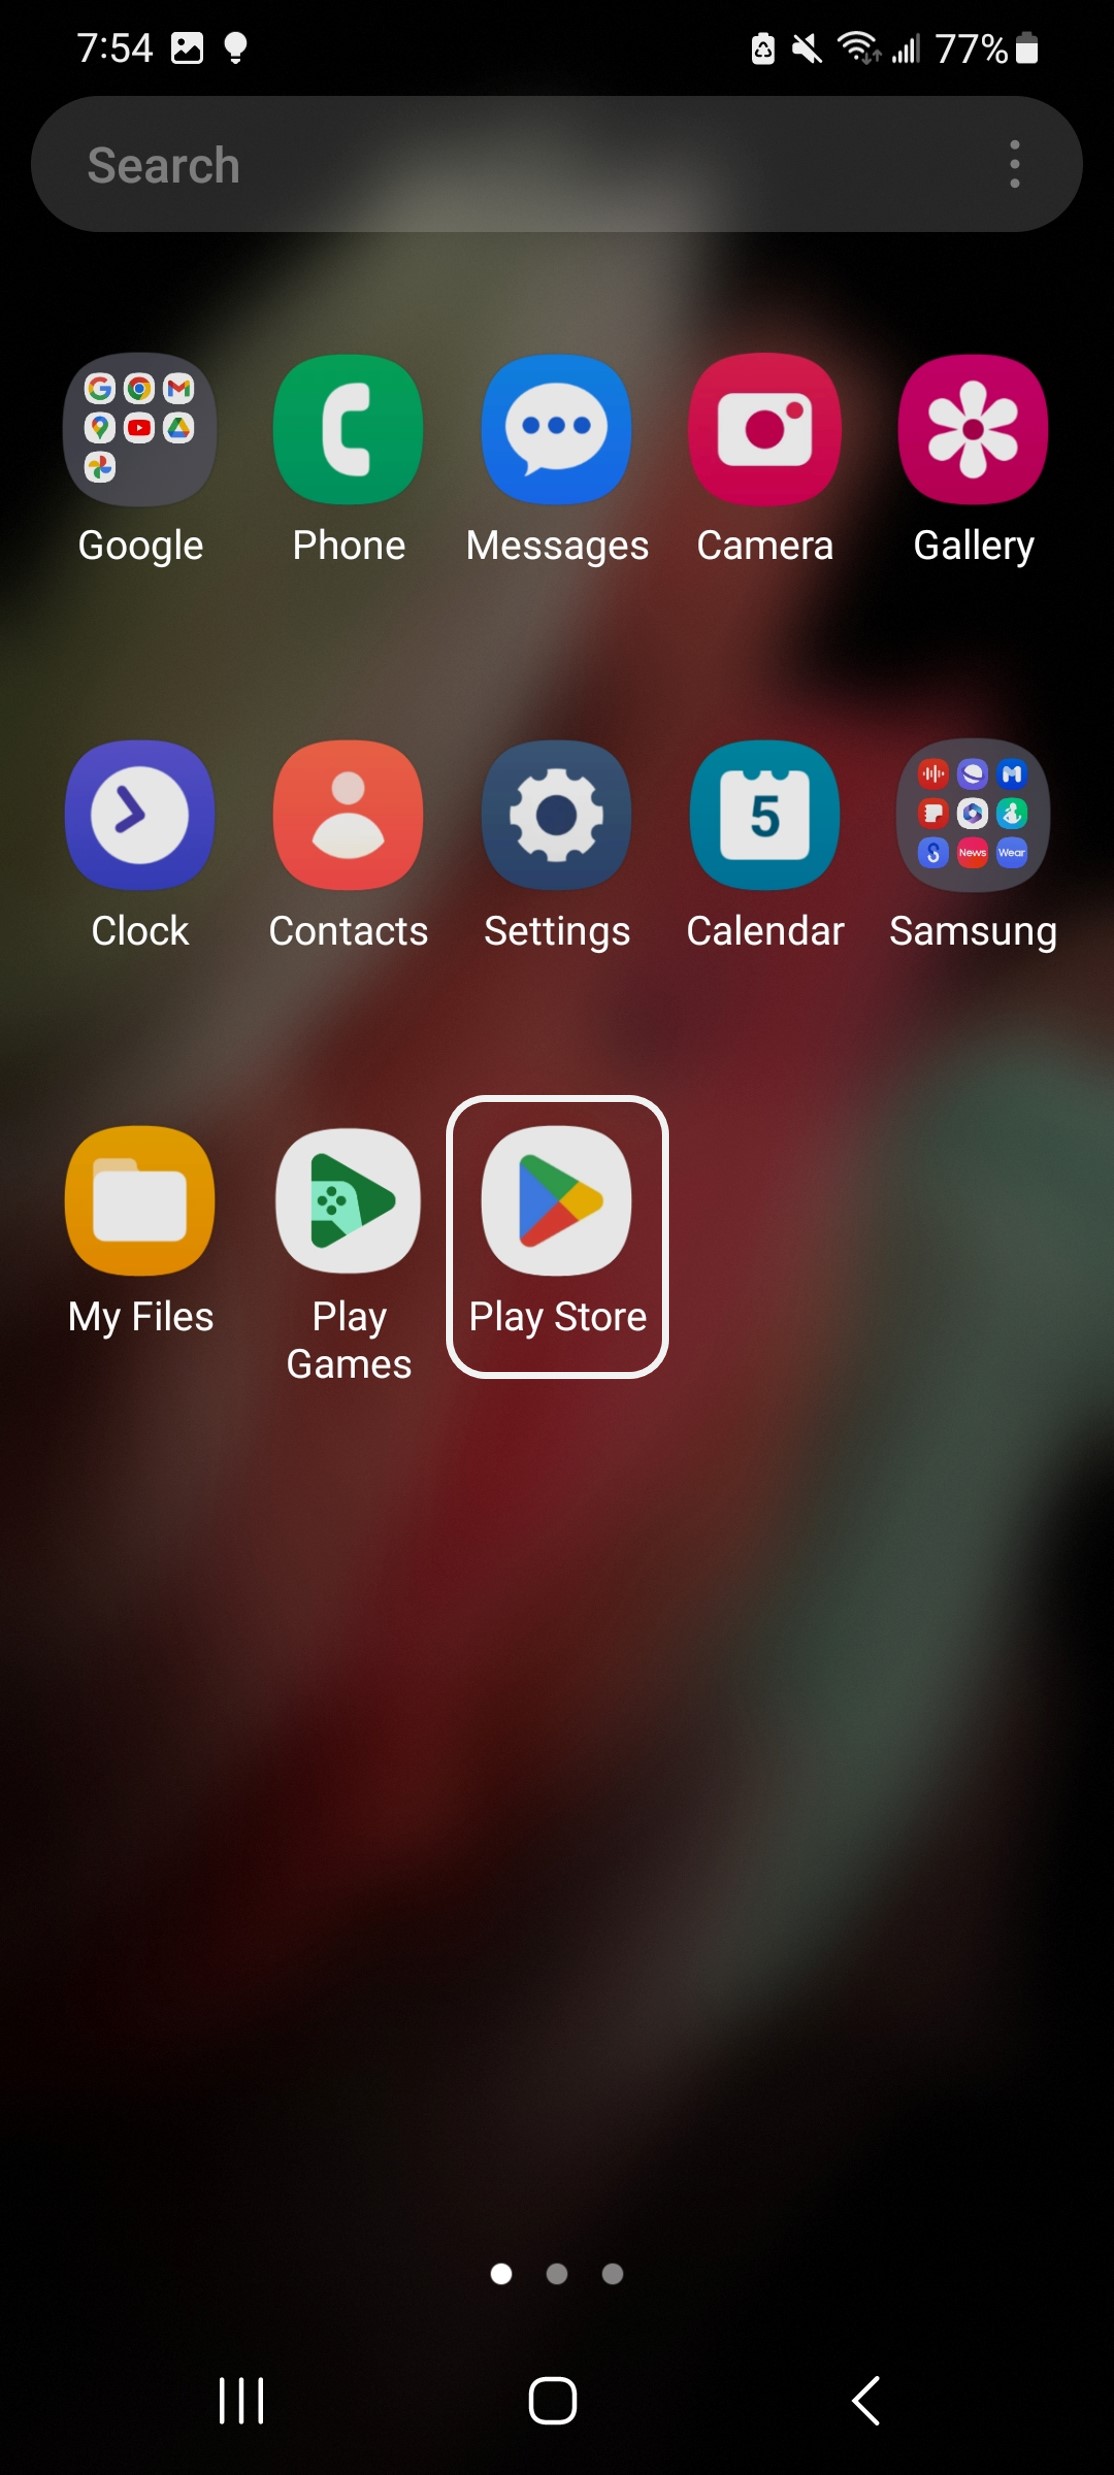 7:54 77%
Search
Google Phone Messages Camera Gallery
5
News Wear
Clock Contacts Settings Calendar Samsung
My Files Play Games Play Store